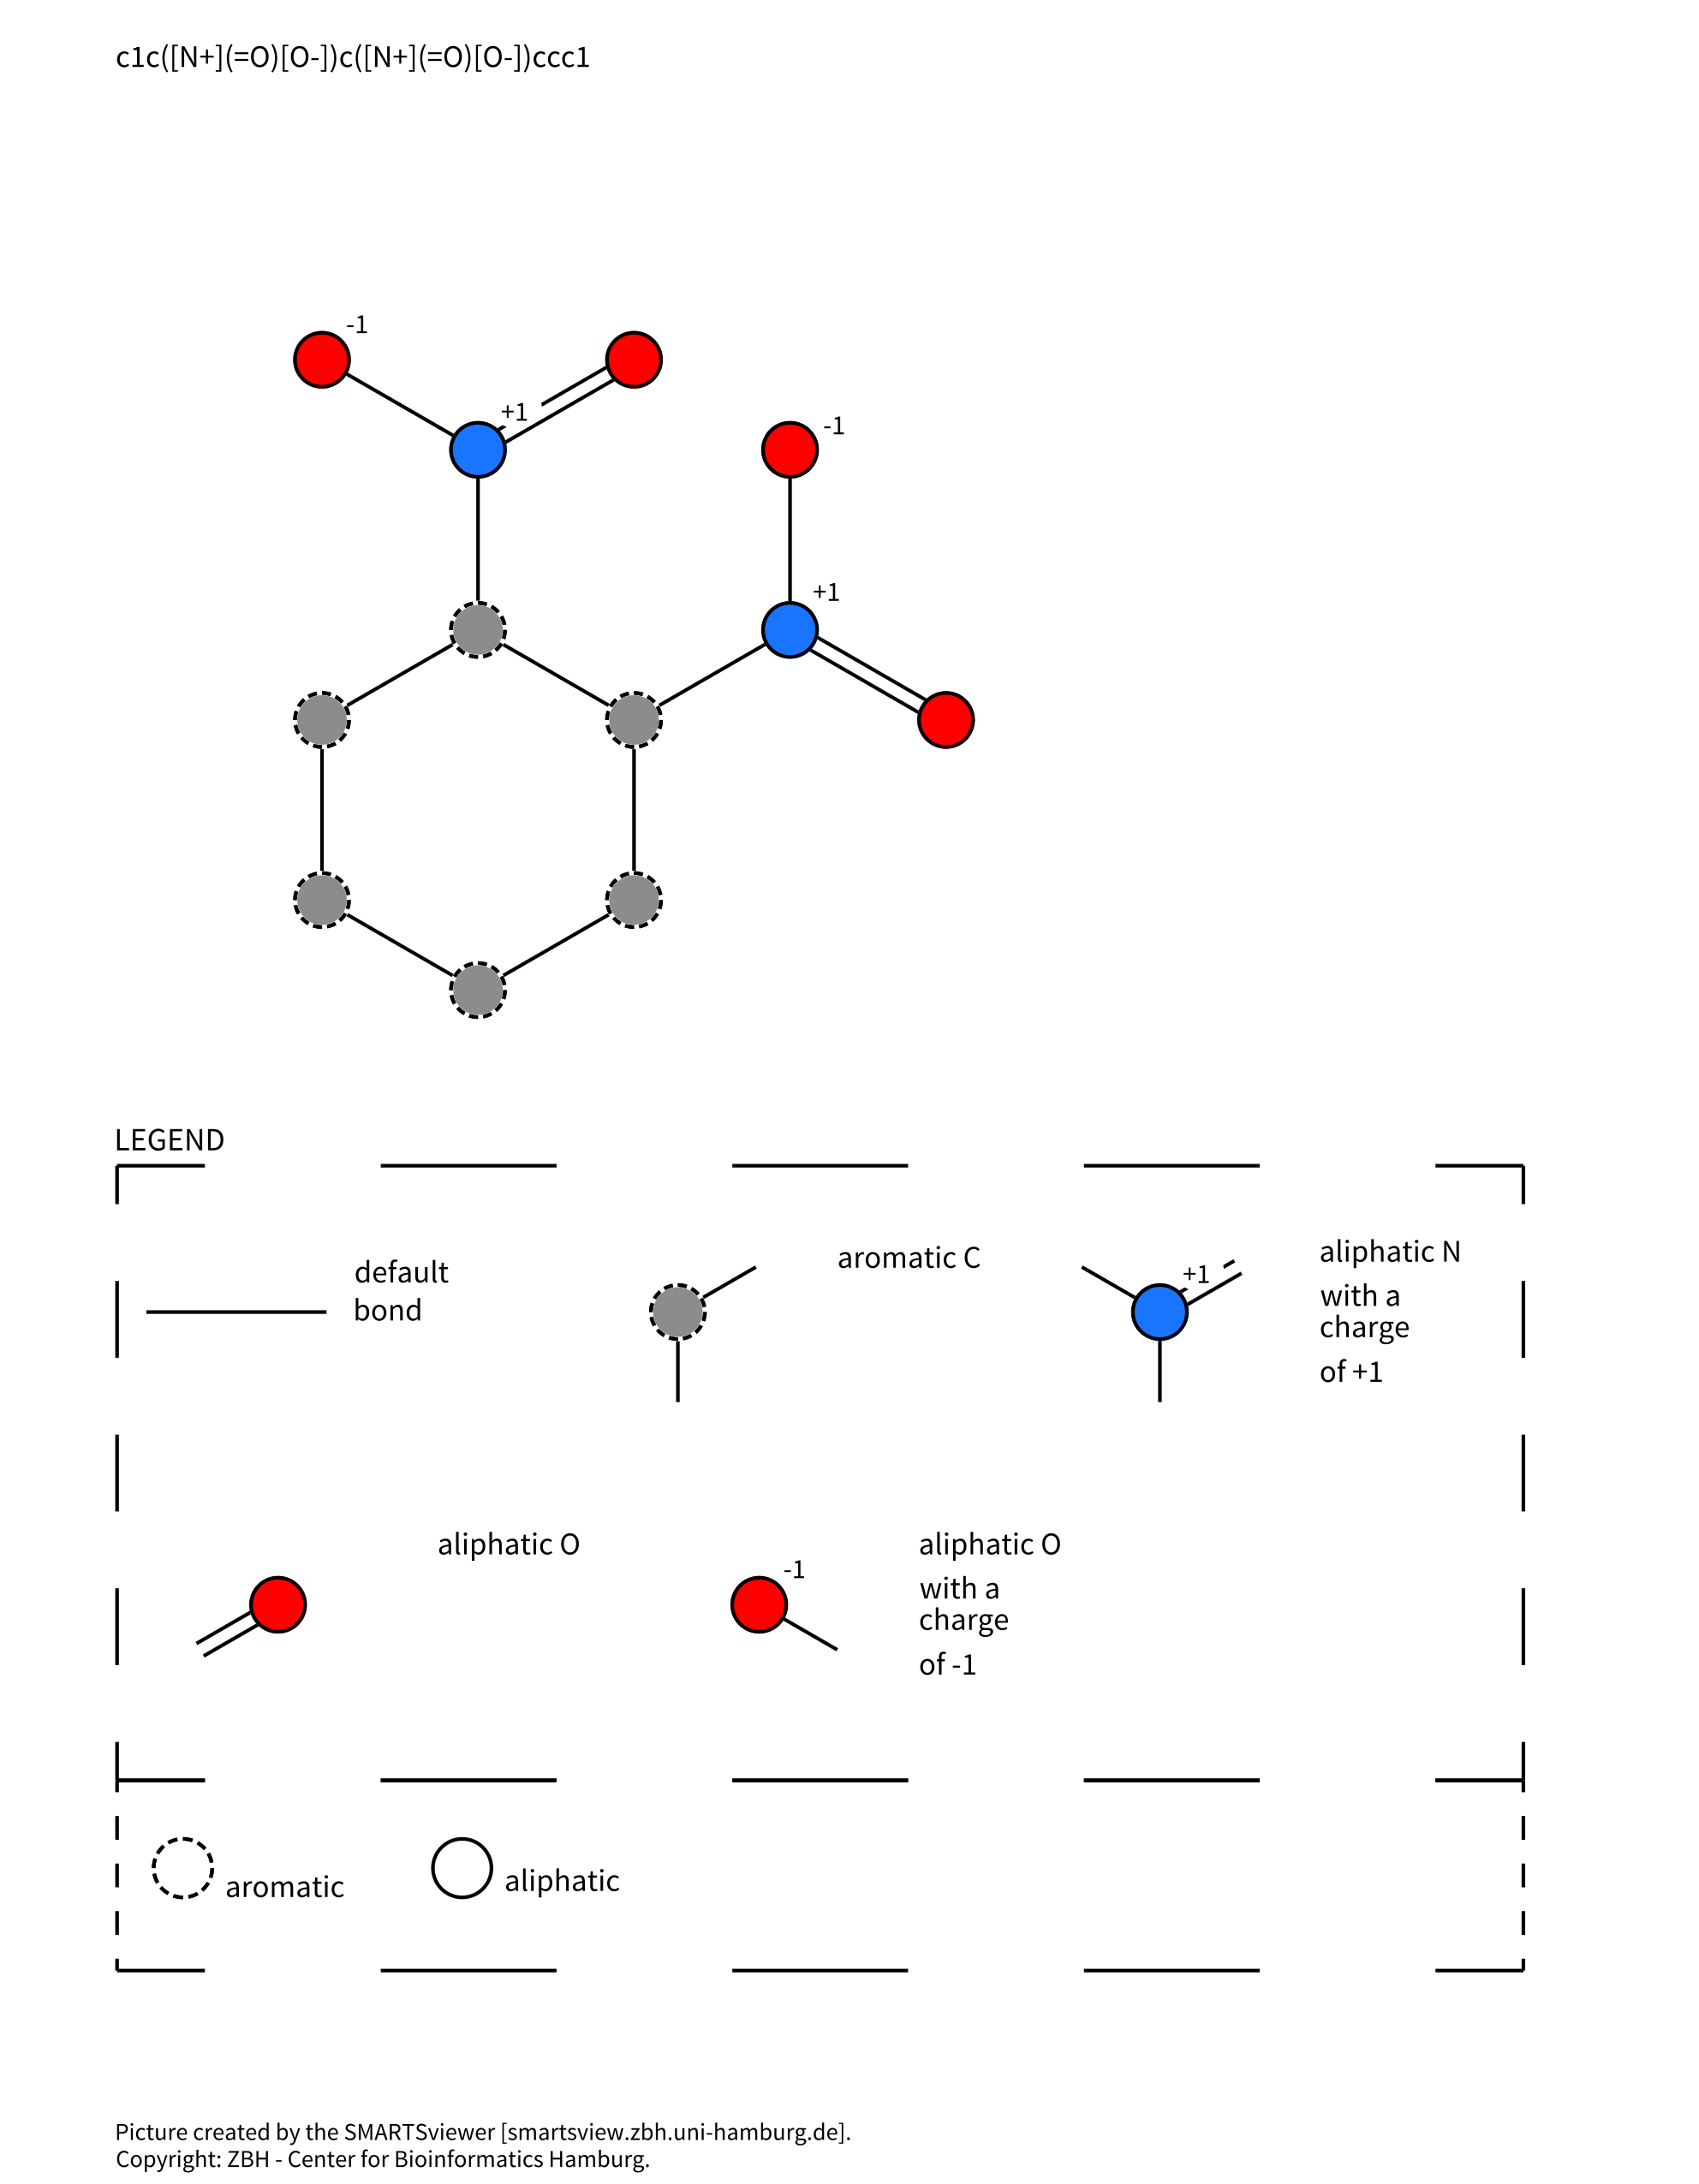 c1c([N+](=O)[O-])c([N+](=O)[O-])ccc1
-1
+1
-1
+1
LEGEND
default
bond
aromatic C
+1
aliphatic N
with a
charge
of +1
aliphatic O
-1
aliphatic O
with a
charge
of -1
aromatic
aliphatic
Picture created by the SMARTSviewer [smartsview.zbh.uni-hamburg.de].
Copyright: ZBH - Center for Bioinformatics Hamburg.